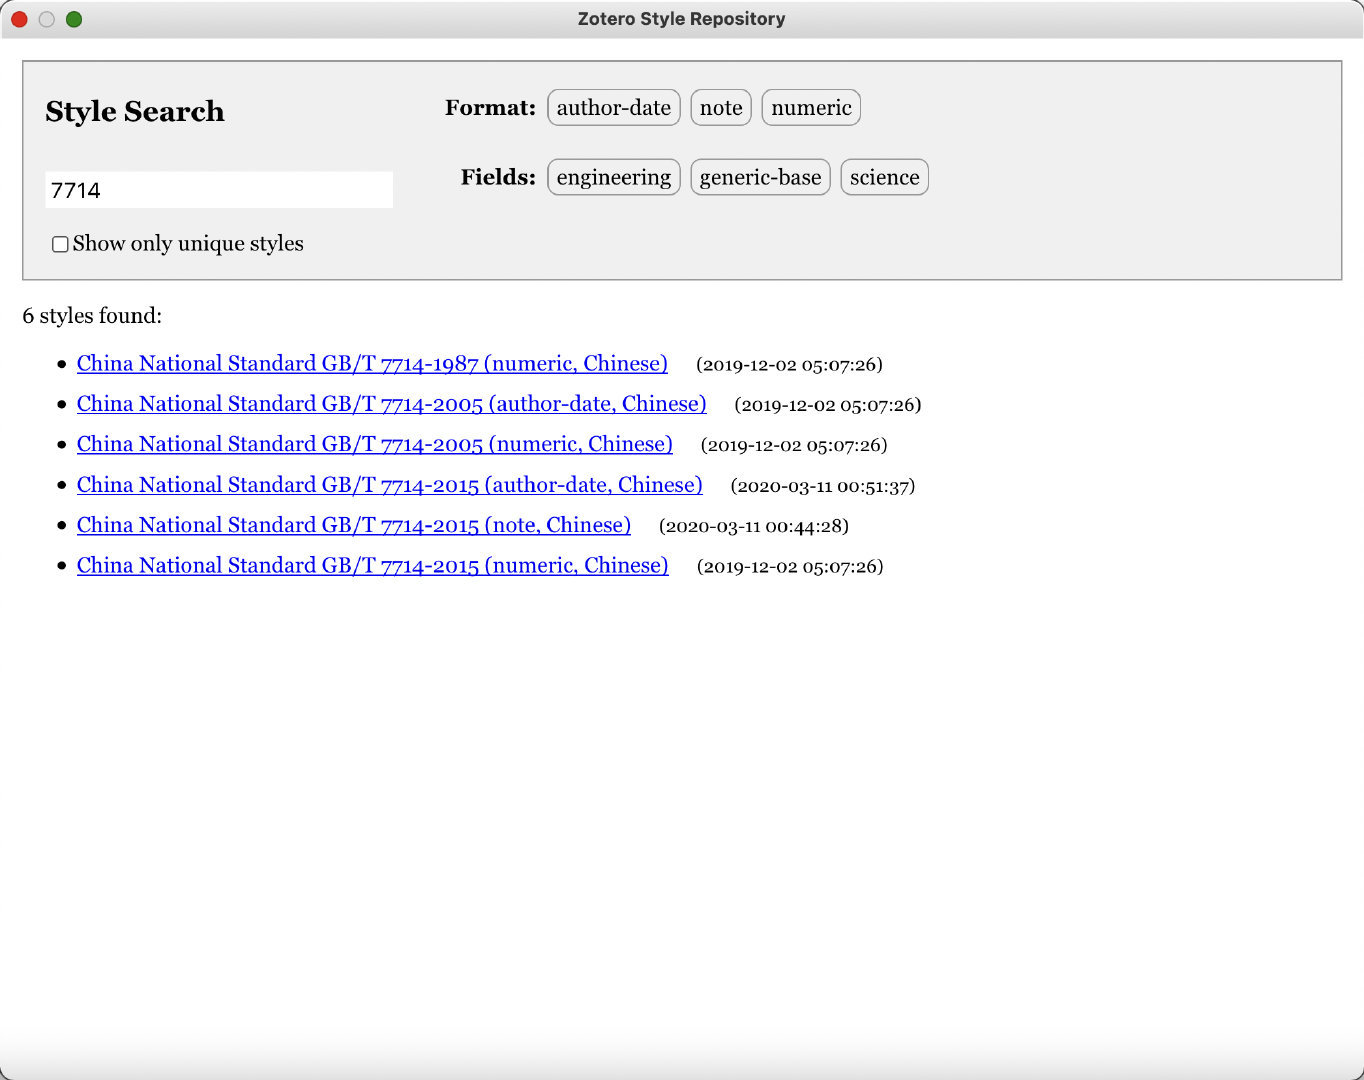 Zotero Style Repository
Style Search
Format: author-date note numeric
7714
Fields: engineering generic-base science
Show only unique styles
6 styles found:
China National Standard GB/T 7714-1987 (numeric, Chinese) (2019-12-02 05:07:26)
China National Standard GB/T 7714-2005 (author-date, Chinese) (2019-12-02 05:07:26)
China National Standard GB/T 7714-2005 (numeric, Chinese) (2019-12-02 05:07:26)
China National Standard GB/T 7714-2015 (author-date, Chinese) (2020-03-11 00:51:37)
China National Standard GB/T 7714-2015 (note, Chinese) (2020-03-11 00:44:28)
China National Standard GB/T 7714-2015 (numeric, Chinese) (2019-12-02 05:07:26)